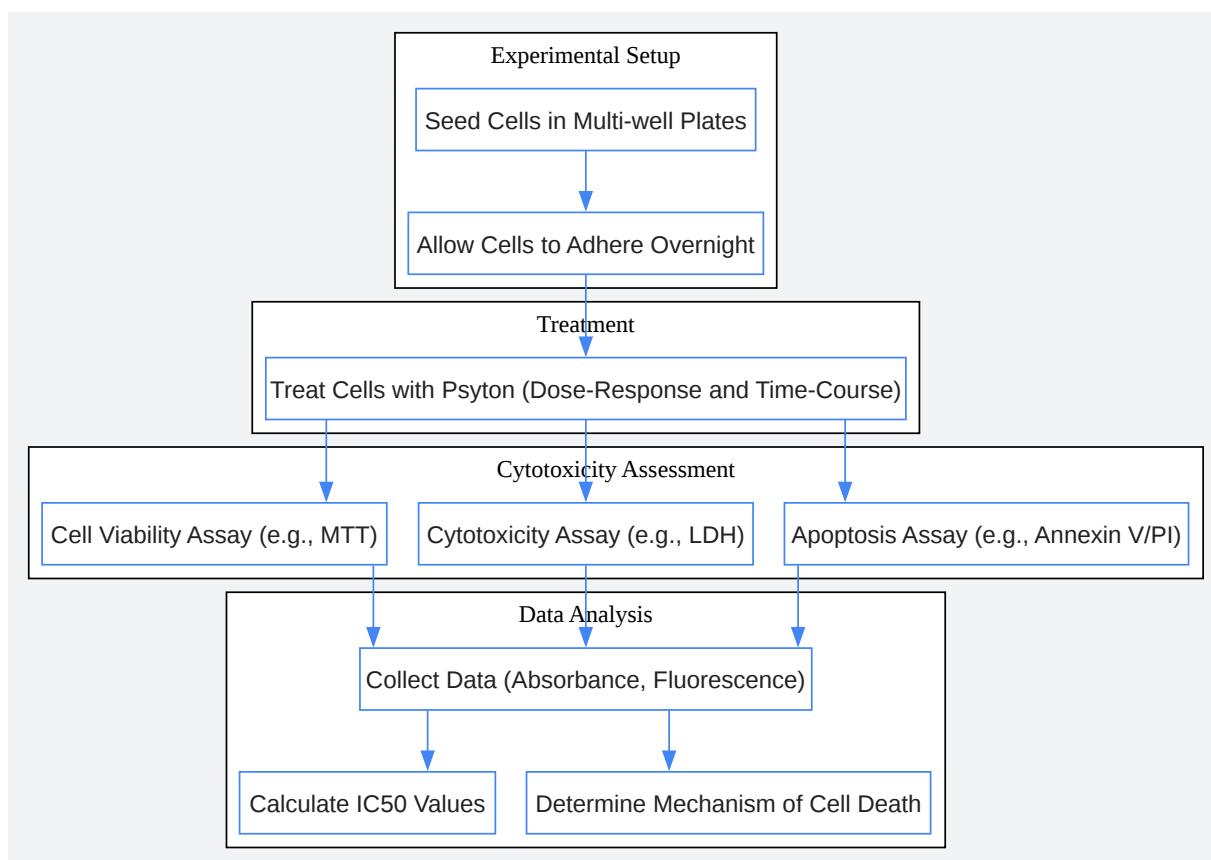 Experimental Setup
Seed Cells in Multi-well Plates
Allow Cells to Adhere Overnight
Treatment
Treat Cells with Psyton (Dose-Response and Time-Course)
Cytotoxicity Assessment
Cell Viability Assay (e.g., MTT)
Cytotoxicity Assay (e.g., LDH)
Apoptosis Assay (e.g., Annexin V/PI)
Data Analysis
Collect Data (Absorbance, Fluorescence)
Calculate IC50 Values
Determine Mechanism of Cell Death